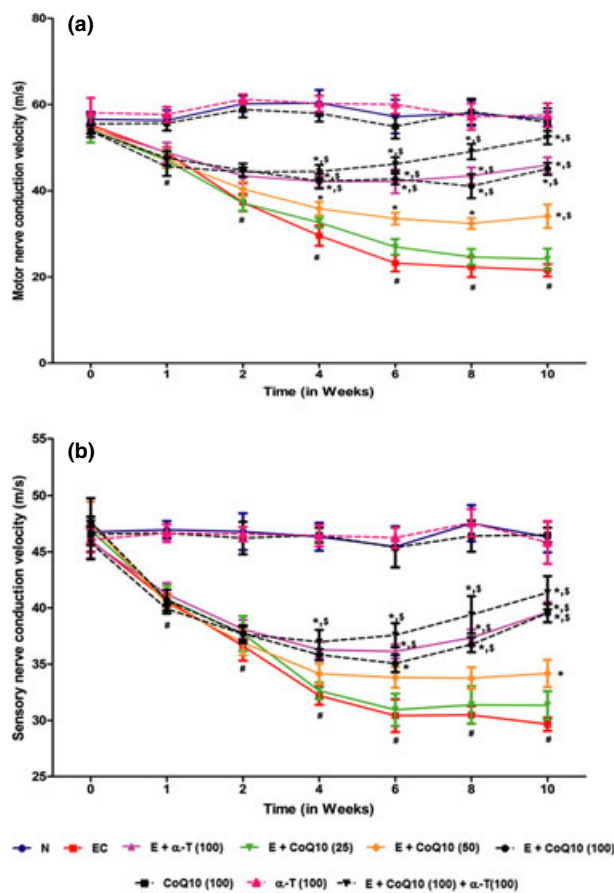 (a)
Motor nerve conduction velocity (m/s)
80
60
40
20
0
*,$ *,$ *,$ *,$
*,$ *,$ *,$ *,$
*,$ *,$ *,$ *,$
* * * *,$
# # # # # #
0 1 2 4 6 8 10
Time (in Weeks)
(b)
Sensory nerve conduction velocity (m/s)
55
50
45
40
35
30
25
*,$ *,$ *,$ *,$
*,$ *,$ *,$
* *,$ *,$
*
# # # # # #
0 1 2 4 6 8 10
Time (in Weeks)
N EC E + α-T (100) E + CoQ10 (25) E + CoQ10 (50) E + CoQ10 (100)
CoQ10 (100) α-T (100) E + CoQ10 (100) + α-T(100)